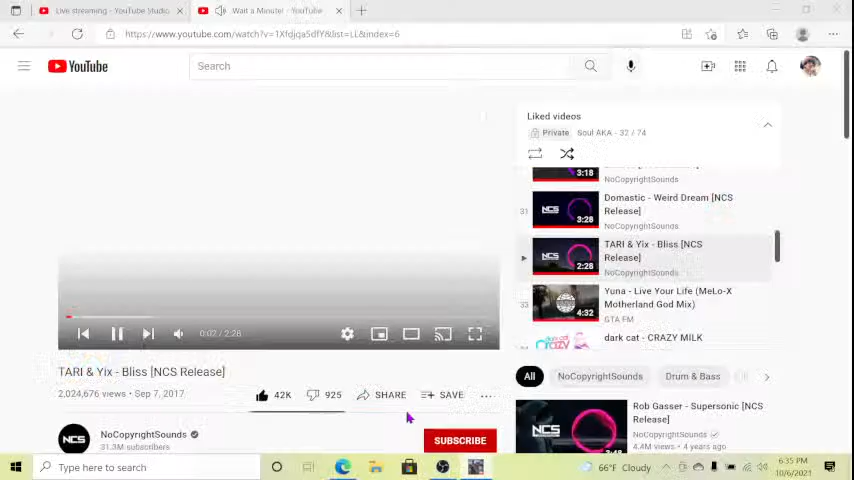 Live streaming - YouTube Studio
Wait a Minute! - YouTube
https://www.youtube.com/watch?v=1Xfdjqa5dfY&list=LL&index=6
YouTube
Search
Liked videos
Private Soul AKA - 32 / 74
3:18
NoCopyrightSounds
31
NCS
3:28
Domastic - Weird Dream [NCS
Release]
NoCopyrightSounds
NCS
2:28
TARI & Yix - Bliss [NCS
Release]
NoCopyrightSounds
33
4:32
Yuna - Live Your Life (MeLo-X
Motherland God Mix)
GTA FM
dark cat - CRAZY MILK
0:02 / 2:28
TARI & Yix - Bliss [NCS Release]
2,024,676 views • Sep 7, 2017
42K
925
SHARE
SAVE
All
NoCopyrightSounds
Drum & Bass
NCS
NoCopyrightSounds
31.3M subscribers
SUBSCRIBE
NCS
Rob Gasser - Supersonic [NCS
Release]
NoCopyrightSounds
4.4M views • 4 years ago
Type here to search
66°F Cloudy
6:35 PM
10/6/2021